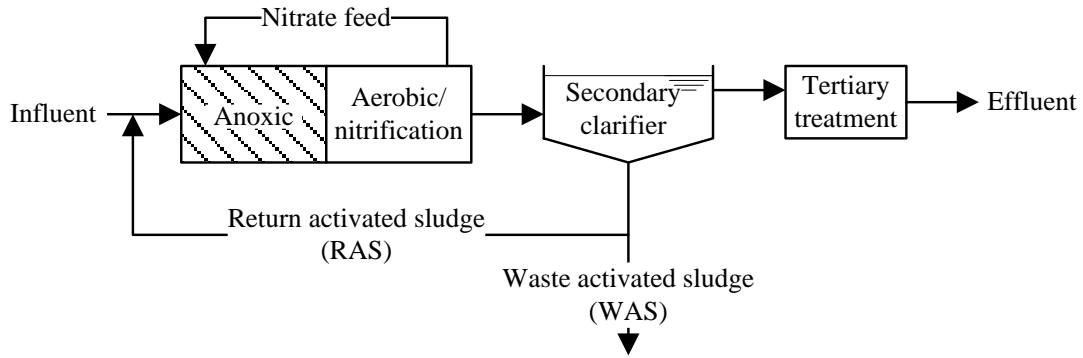 Nitrate feed
Influent
Anoxic
Aerobic/
nitrification
Secondary
clarifier
Tertiary
treatment
Effluent
Return activated sludge
(RAS)
Waste activated sludge
(WAS)